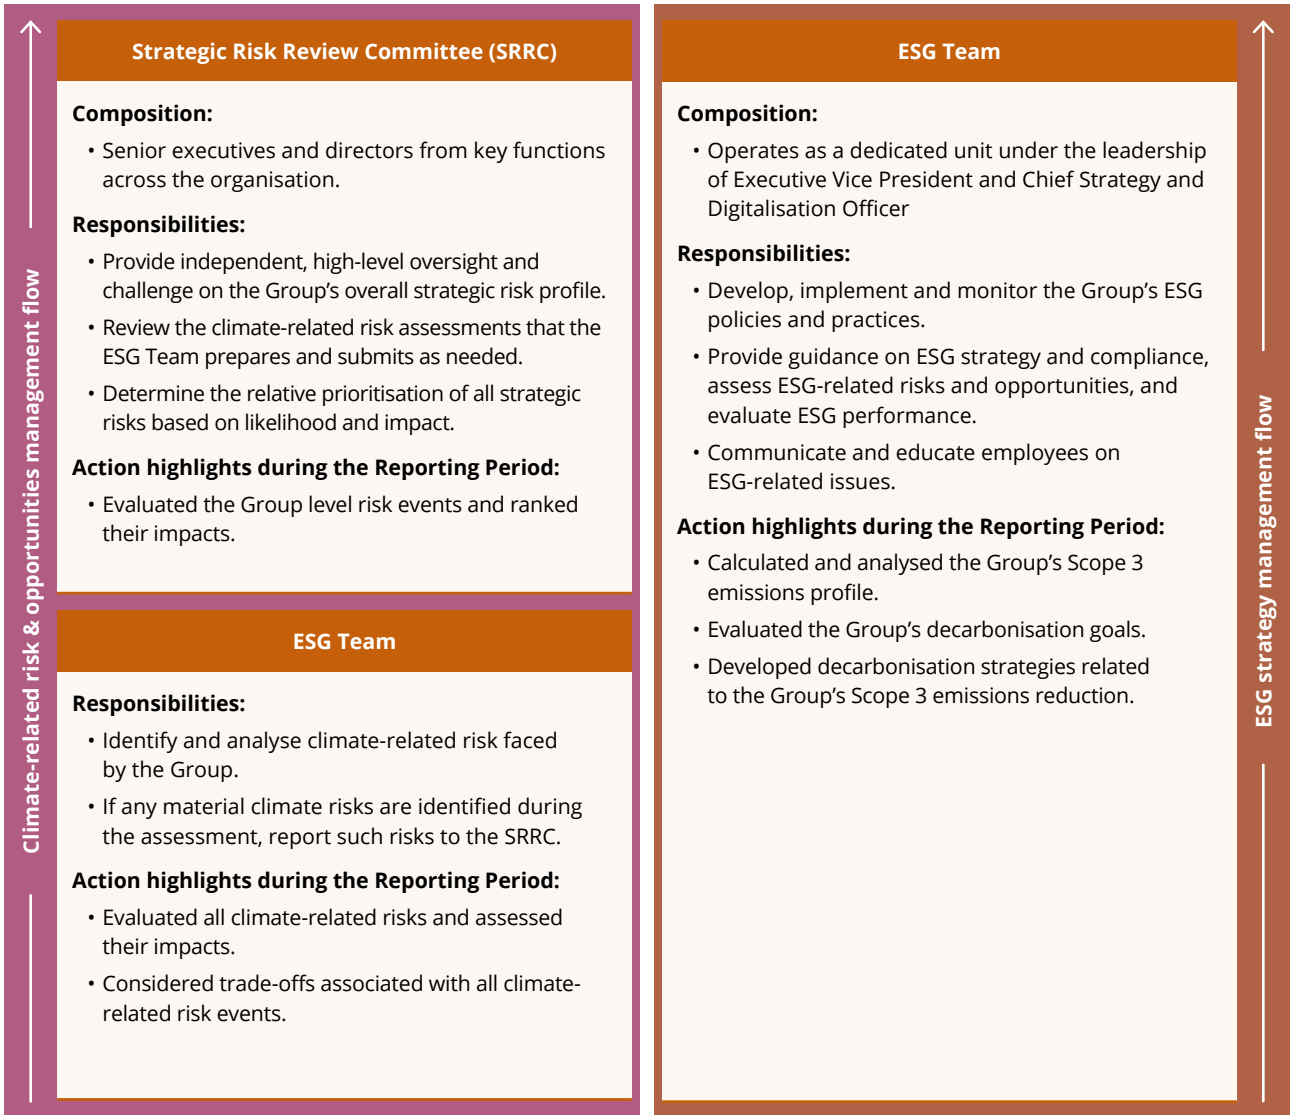 Climate-related risk & opportunities management flow
Strategic Risk Review Committee (SRRC)
Composition:
• Senior executives and directors from key functions
across the organisation.
Responsibilities:
• Provide independent, high-level oversight and
challenge on the Group’s overall strategic risk profile.
• Review the climate-related risk assessments that the
ESG Team prepares and submits as needed.
• Determine the relative prioritisation of all strategic
risks based on likelihood and impact.
Action highlights during the Reporting Period:
• Evaluated the Group level risk events and ranked
their impacts.
ESG Team
Responsibilities:
• Identify and analyse climate-related risk faced
by the Group.
• If any material climate risks are identified during
the assessment, report such risks to the SRRC.
Action highlights during the Reporting Period:
• Evaluated all climate-related risks and assessed
their impacts.
• Considered trade-offs associated with all climate-
related risk events.
ESG Team
Composition:
• Operates as a dedicated unit under the leadership
of Executive Vice President and Chief Strategy and
Digitalisation Officer
Responsibilities:
• Develop, implement and monitor the Group’s ESG
policies and practices.
• Provide guidance on ESG strategy and compliance,
assess ESG-related risks and opportunities, and
evaluate ESG performance.
• Communicate and educate employees on
ESG-related issues.
Action highlights during the Reporting Period:
• Calculated and analysed the Group’s Scope 3
emissions profile.
• Evaluated the Group’s decarbonisation goals.
• Developed decarbonisation strategies related
to the Group’s Scope 3 emissions reduction.
ESG strategy management flow